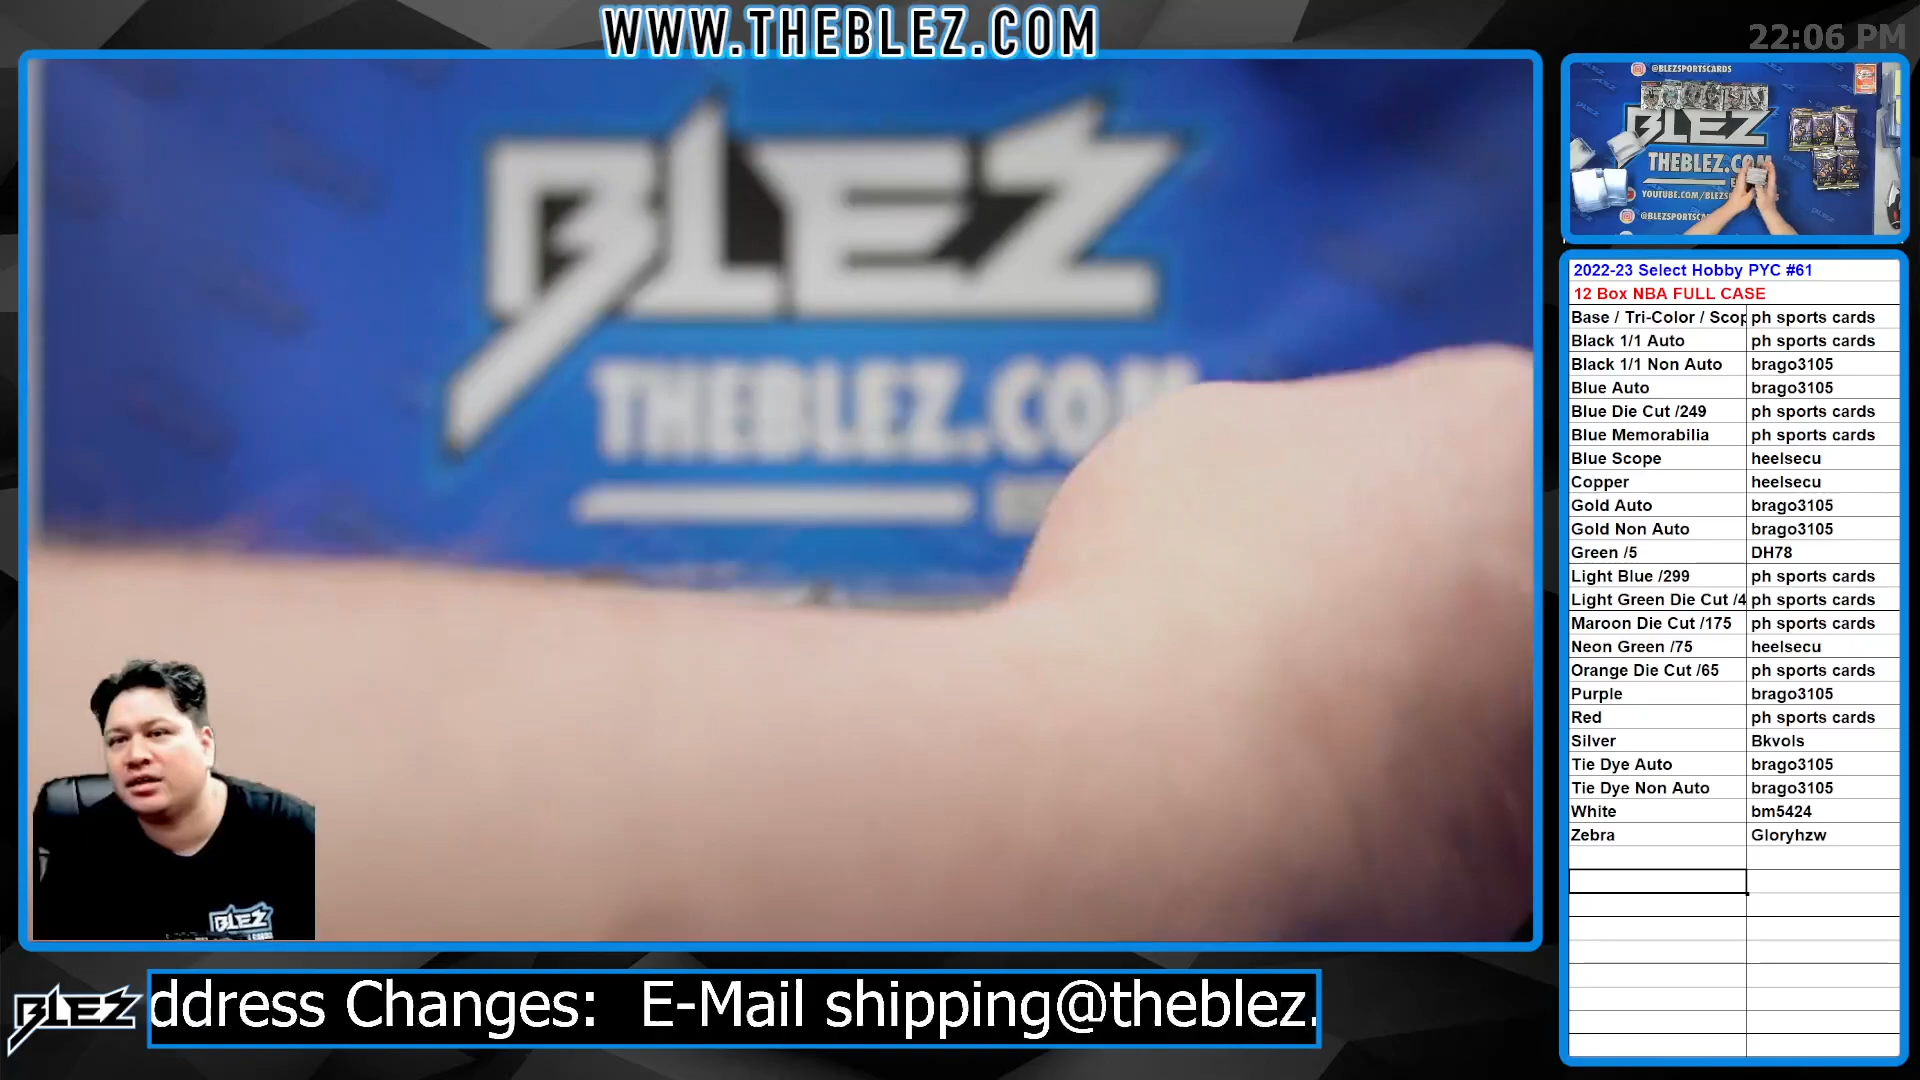 WWW.THEBLEZ.COM
22:06 PM
BLEZ
THEBLEZ.COM
@BLEZSPORTSCARDS
BLEZ
THEBLEZ.COM
YOUTUBE.COM/BLEZS
@BLEZSPORTSCA
2022-23 Select Hobby PYC #61
12 Box NBA FULL CASE
Base / Tri-Color / Scop ph sports cards
Black 1/1 Auto ph sports cards
Black 1/1 Non Auto brago3105
Blue Auto brago3105
Blue Die Cut /249 ph sports cards
Blue Memorabilia ph sports cards
Blue Scope heelsecu
Copper heelsecu
Gold Auto brago3105
Gold Non Auto brago3105
Green /5 DH78
Light Blue /299 ph sports cards
Light Green Die Cut /4 ph sports cards
Maroon Die Cut /175 ph sports cards
Neon Green /75 heelsecu
Orange Die Cut /65 ph sports cards
Purple brago3105
Red ph sports cards
Silver Bkvols
Tie Dye Auto brago3105
Tie Dye Non Auto brago3105
White bm5424
Zebra Gloryhzw
BLEZ
BLEZ
ddress Changes: E-Mail shipping@theblez.